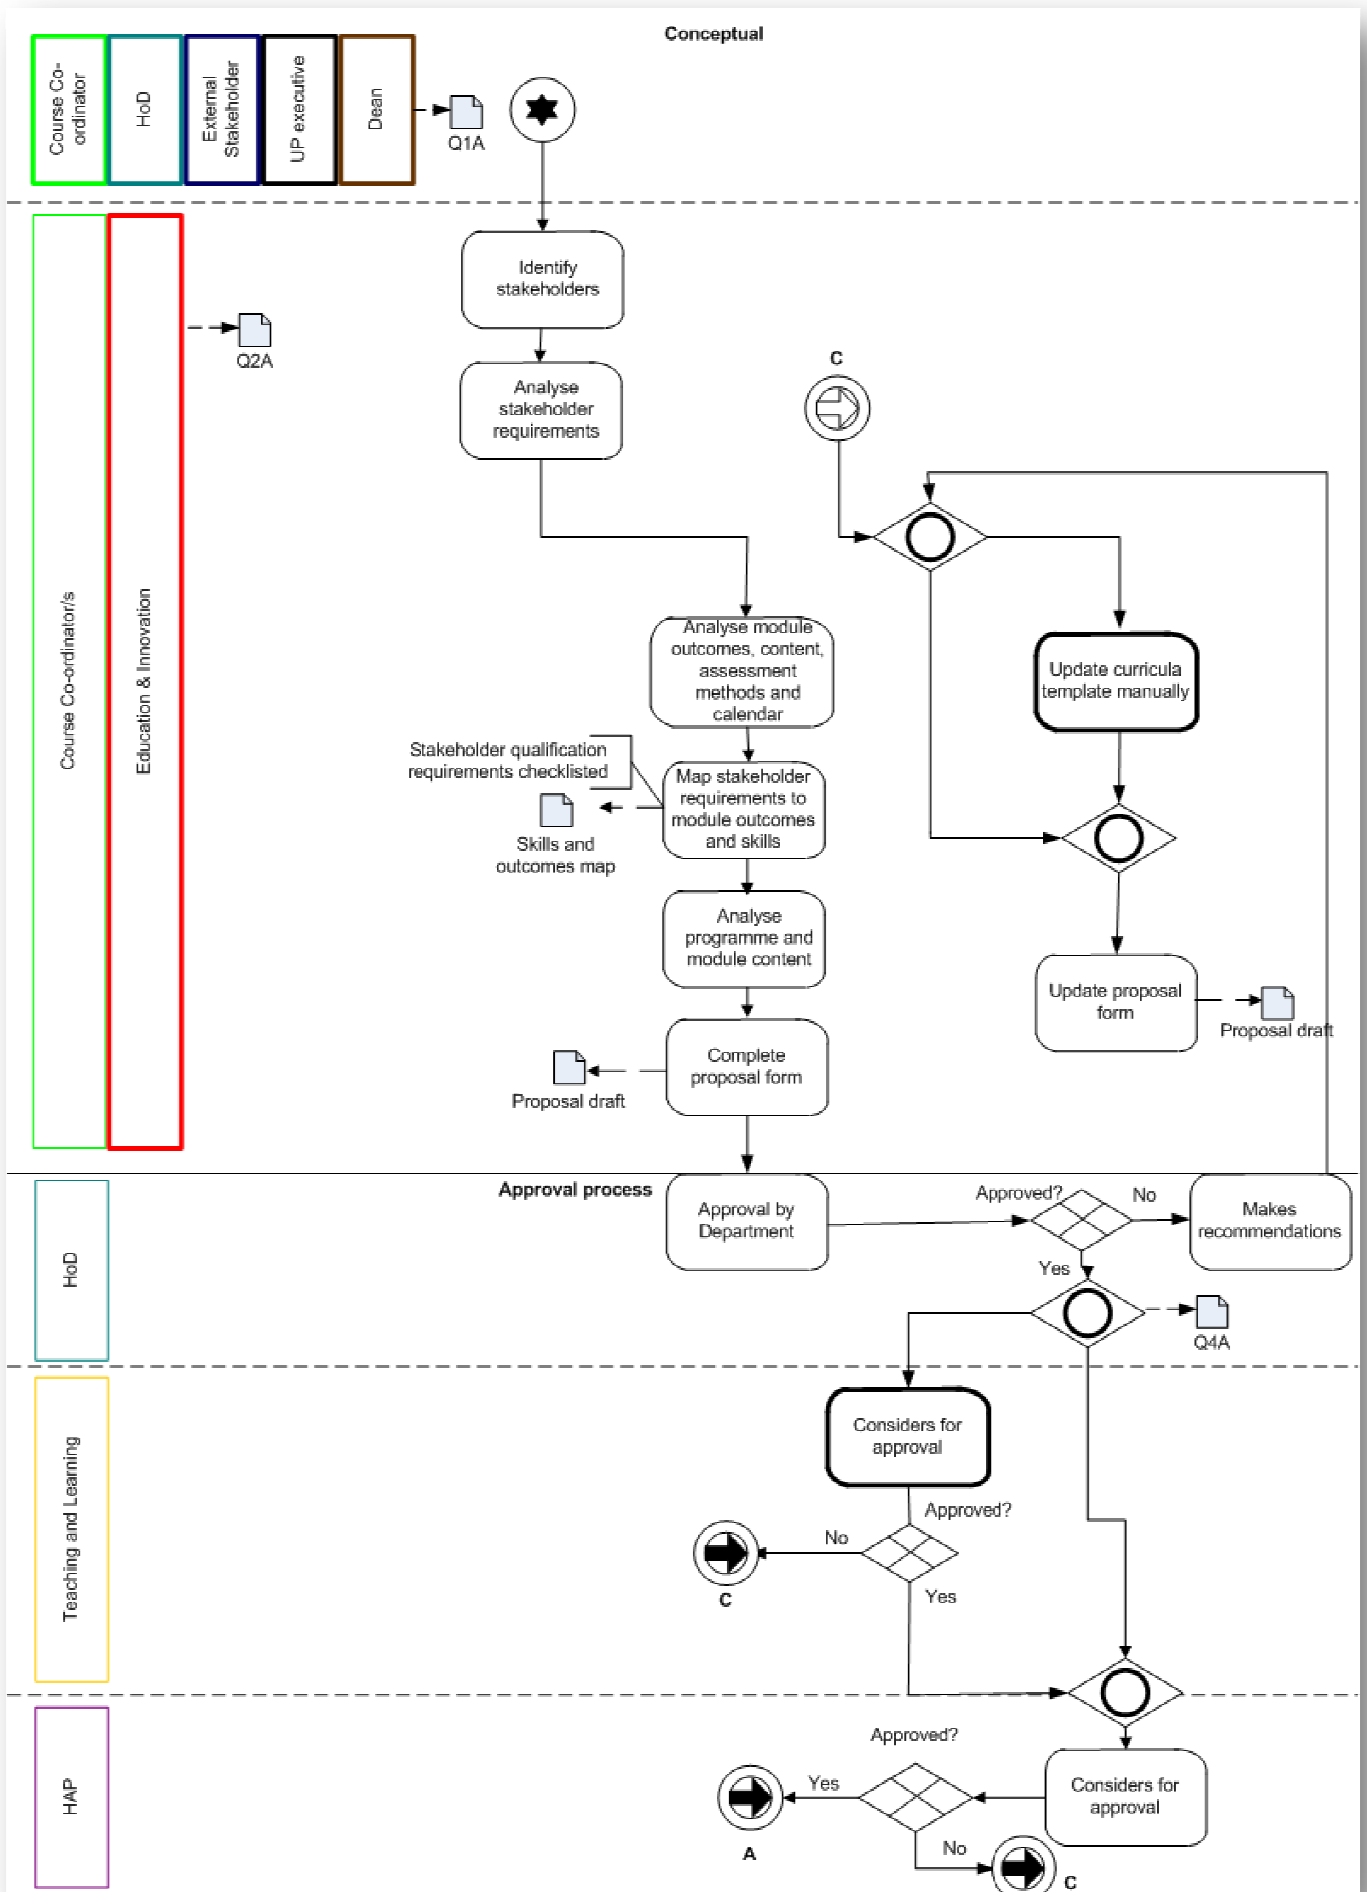 Conceptual
Course Co-
ordinator
HoD
External
Stakeholder
UP executive
Dean
Q1A
Course Co-ordinator/s
Education & Innovation
Q2A
Identify
stakeholders
Analyse
stakeholder
requirements
C
Analyse module
outcomes, content,
assessment
methods and
calendar
Update curricula
template manually
Stakeholder qualification
requirements checklisted
Map stakeholder
requirements to
module outcomes
and skills
Skills and
outcomes map
Analyse
programme and
module content
Update proposal
form
Proposal draft
Complete
proposal form
Proposal draft
HoD
Approval process
Approval by
Department
Approved?
No
Makes
recommendations
Yes
Q4A
Teaching and Learning
Considers for
approval
Approved?
No
C
Yes
HAP
Approved?
Considers for
approval
Yes
A
No
C